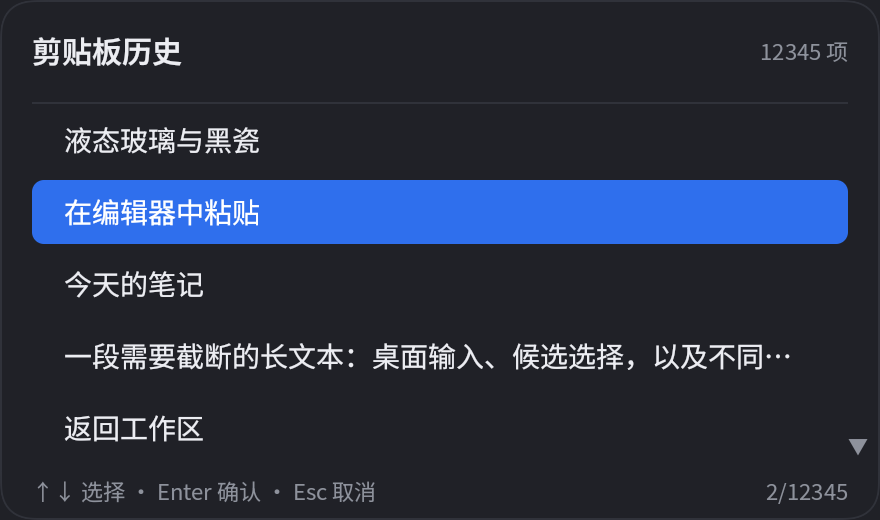 剪贴板历史 12345 项
液态玻璃与黑瓷
在编辑器中粘贴
今天的笔记
一段需要截断的长文本：桌面输入、候选选择，以及不同…
返回工作区
↑↓ 选择 · Enter 确认 · Esc 取消 2/12345